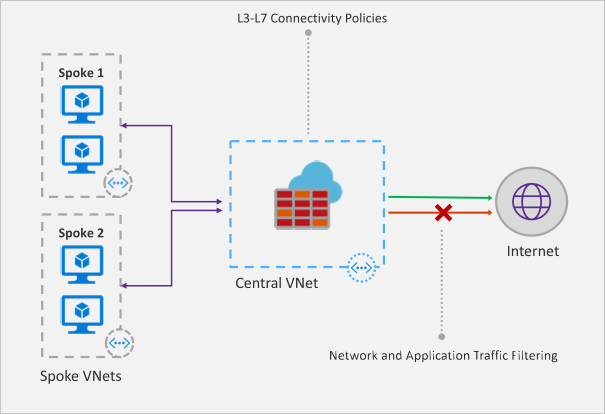 L3-L7 Connectivity Policies
Spoke 1
Spoke 2
Spoke VNets
Central VNet
Internet
Network and Application Traffic Filtering